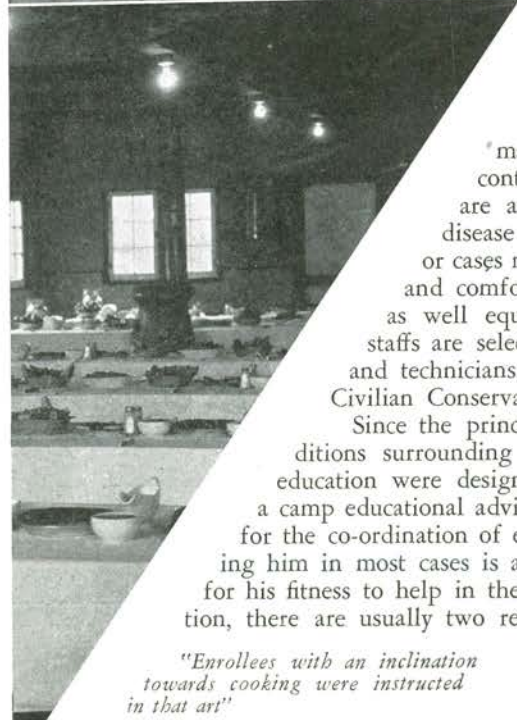 cont
are a
disease
or cases
and comfo
as well equ
staffs are selec
and technicians
Civilian Conserva
Since the princ
ditions surrounding
education were design
a camp educational advi
for the co-ordination of e
ing him in most cases is a
for his fitness to help in the
tion, there are usually two re
"Enrollees with an inclination
towards cooking were instructed
in that art"